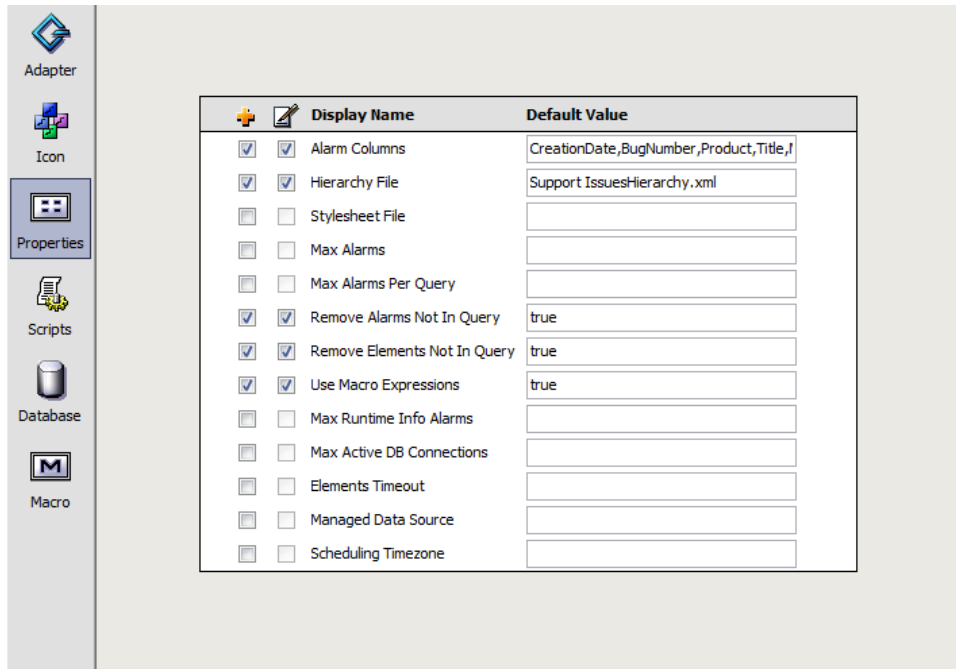 Adapter
Icon
Properties
Scripts
Database
M
Macro
Display Name Default Value
Alarm Columns CreationDate,BugNumber,Product,Title,
Hierarchy File Support IssuesHierarchy.xml
Stylesheet File
Max Alarms
Max Alarms Per Query
Remove Alarms Not In Query true
Remove Elements Not In Query true
Use Macro Expressions true
Max Runtime Info Alarms
Max Active DB Connections
Elements Timeout
Managed Data Source
Scheduling Timezone